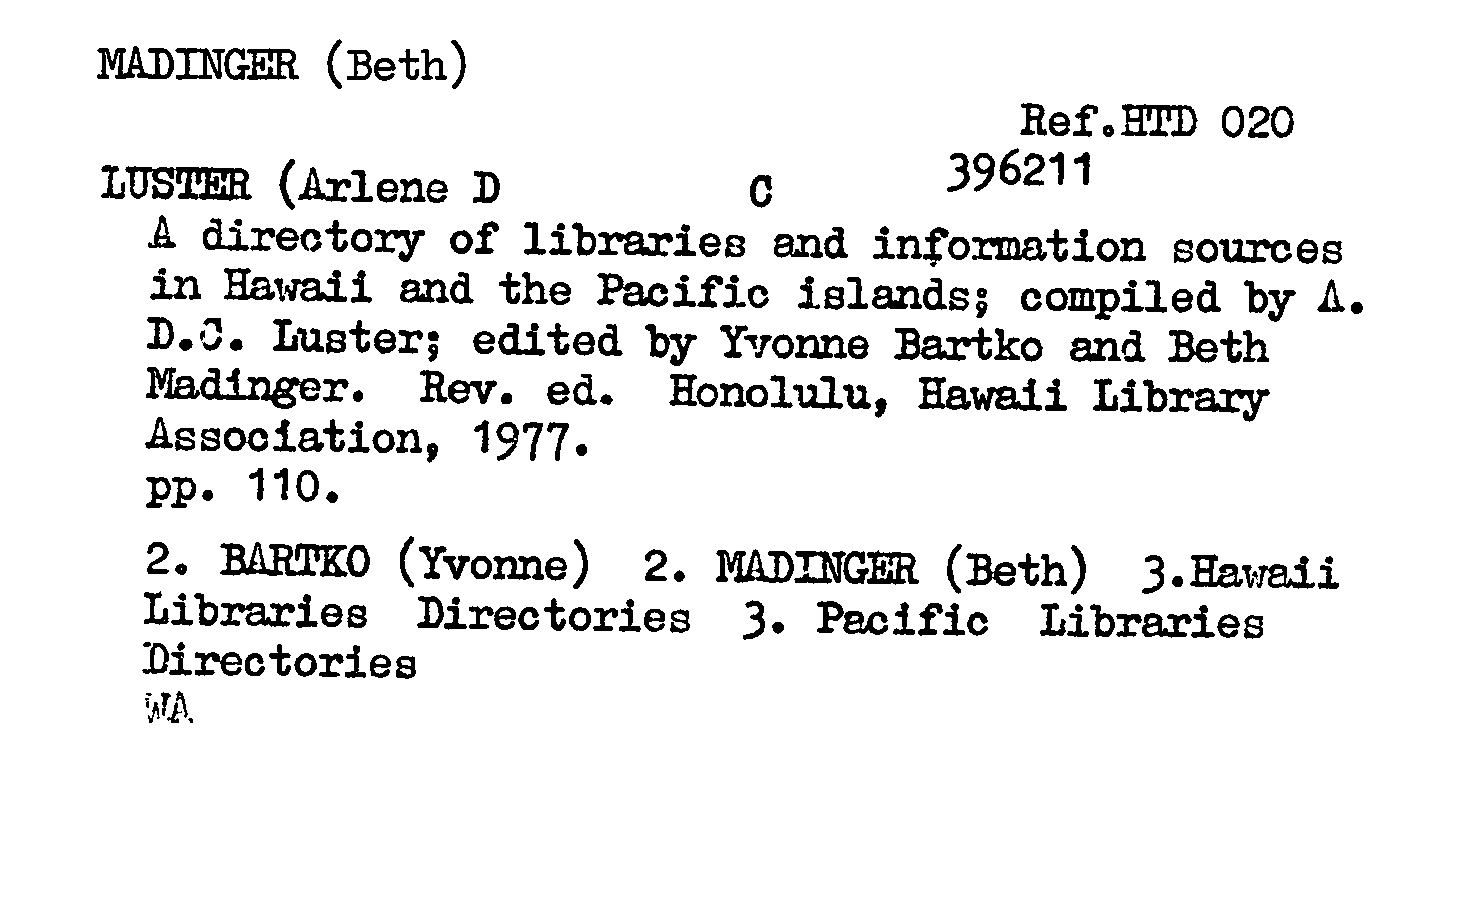 MADINGER (Beth)
Ref.HTD 020
396211
LUSTER (Arlene D C
A directory of libraries and information sources
in Hawaii and the Pacific islands; compiled by A.
D.C. Luster; edited by Yvonne Bartko and Beth
Madinger. Rev. ed. Honolulu, Hawaii Library
Association, 1977.
pp. 110.
2. BARTKO (Yvonne) 2. MADINGER (Beth) 3.Hawaii
Libraries Directories 3. Pacific Libraries
Directories
WA